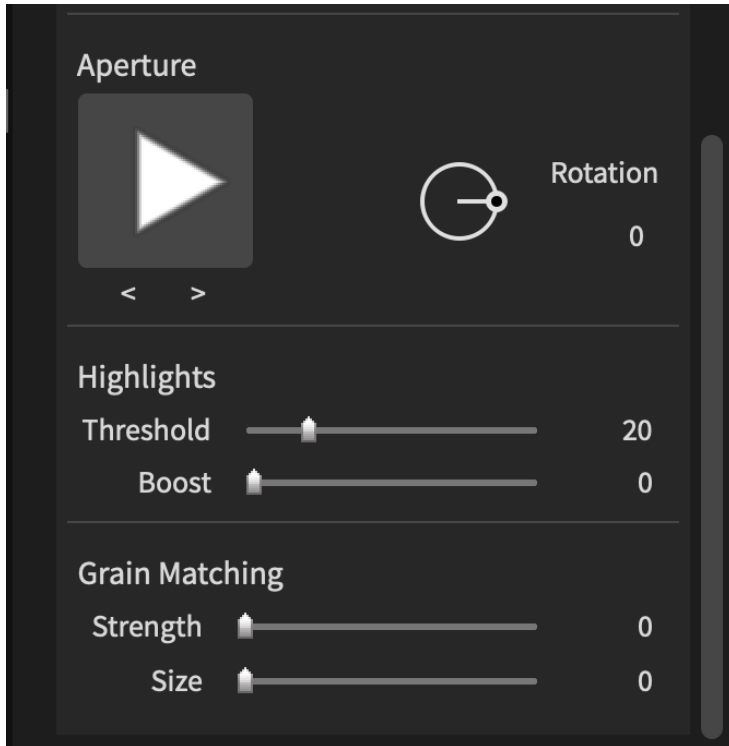 Aperture
Rotation
0
< >
Highlights
Threshold 20
Boost 0
Grain Matching
Strength 0
Size 0